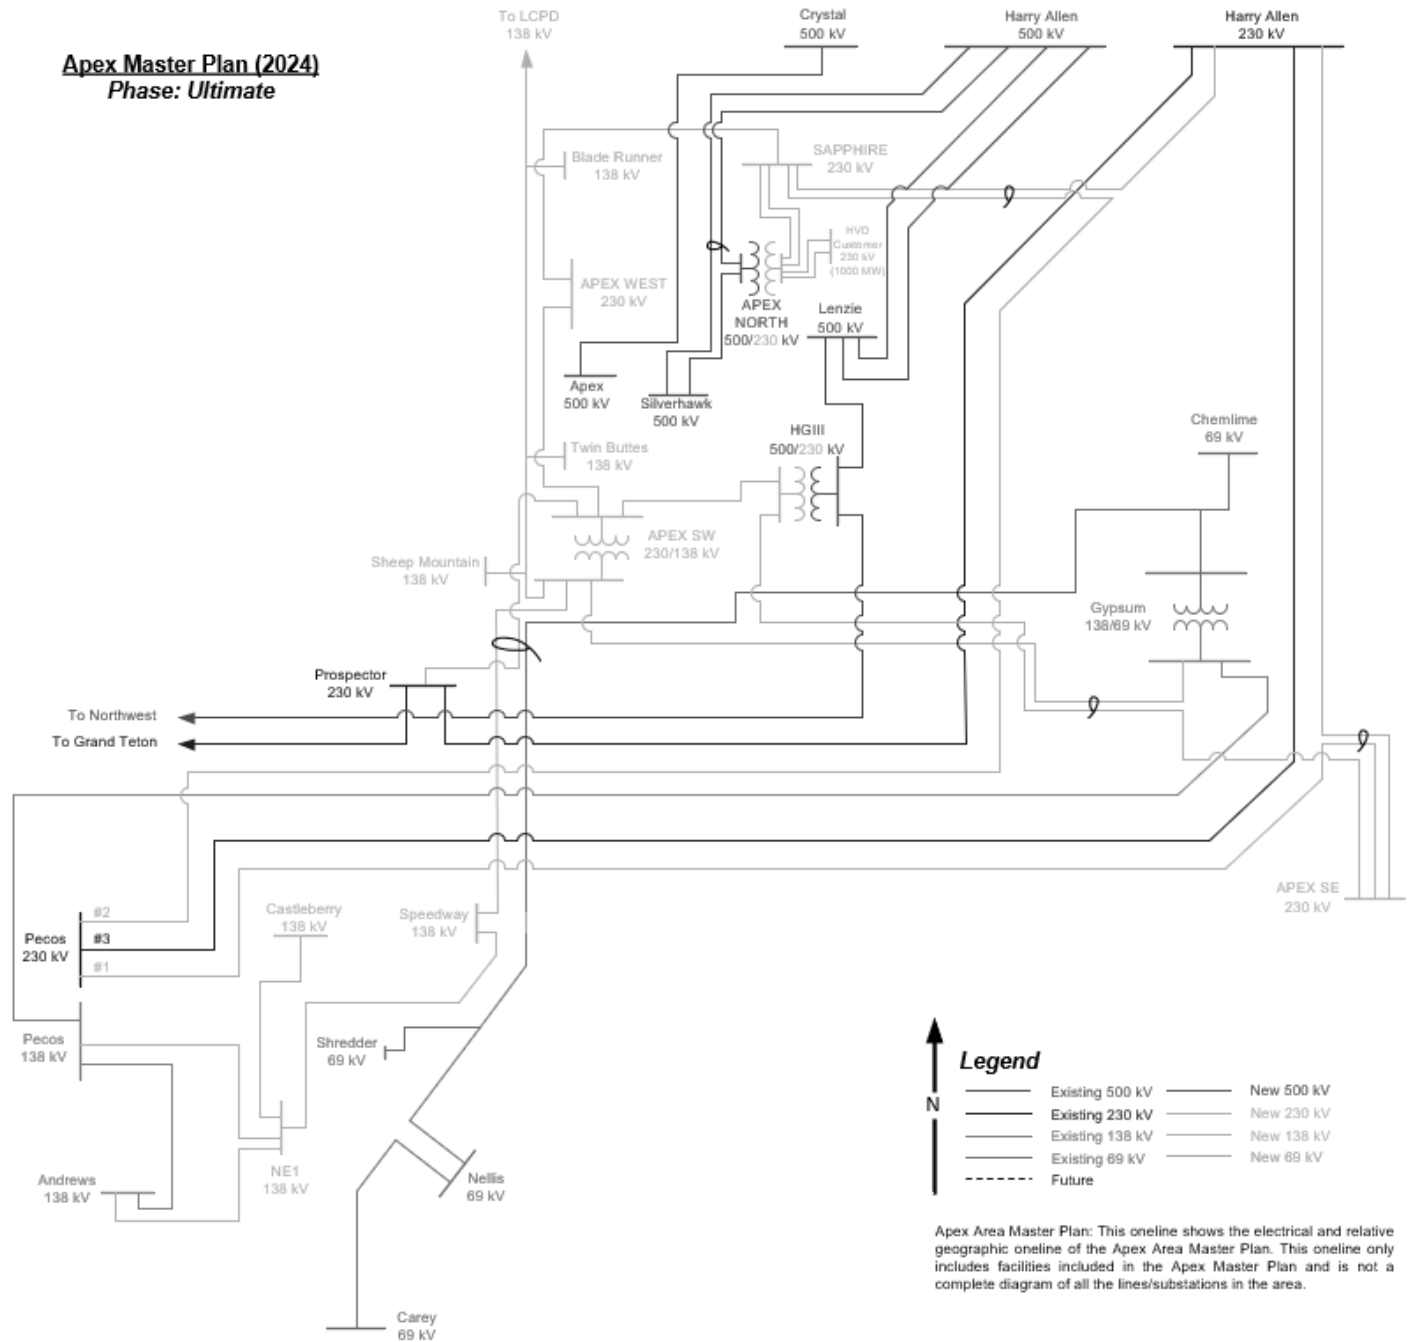 Apex Master Plan (2024)
Phase: Ultimate
To LCPD
138 kV
Crystal
500 kV
Harry Allen
500 kV
Harry Allen
230 kV
Blade Runner
138 kV
SAPPHIRE
230 kV
HVD
Customer
230 kV
(1000 MW)
APEX WEST
230 kV
APEX
NORTH
500/230 kV
Lenzie
500 kV
Apex
500 kV
Silverhawk
500 kV
Chemlime
69 kV
HGIII
500/230 kV
Twin Buttes
138 kV
APEX SW
230/138 kV
Sheep Mountain
138 kV
Gypsum
138/69 kV
Prospector
230 kV
To Northwest
To Grand Teton
APEX SE
230 kV
#2
Pecos
230 kV
#3
#1
Castleberry
138 kV
Speedway
138 kV
Pecos
138 kV
Shredder
69 kV
Andrews
138 kV
NE1
138 kV
Nellis
69 kV
Carey
69 kV
N
Legend
Existing 500 kV New 500 kV
Existing 230 kV New 230 kV
Existing 138 kV New 138 kV
Existing 69 kV New 69 kV
Future
Apex Area Master Plan: This oneline shows the electrical and relative
geographic oneline of the Apex Area Master Plan. This oneline only
includes facilities included in the Apex Master Plan and is not a
complete diagram of all the lines/substations in the area.